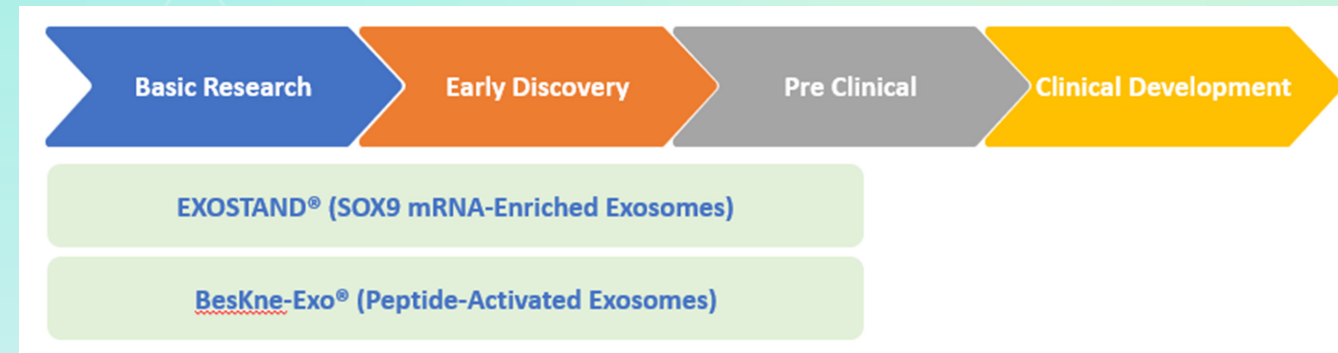 Basic Research
Early Discovery
Pre Clinical
Clinical Development
EXOSTAND® (SOX9 mRNA-Enriched Exosomes)
BesKne-Exo® (Peptide-Activated Exosomes)